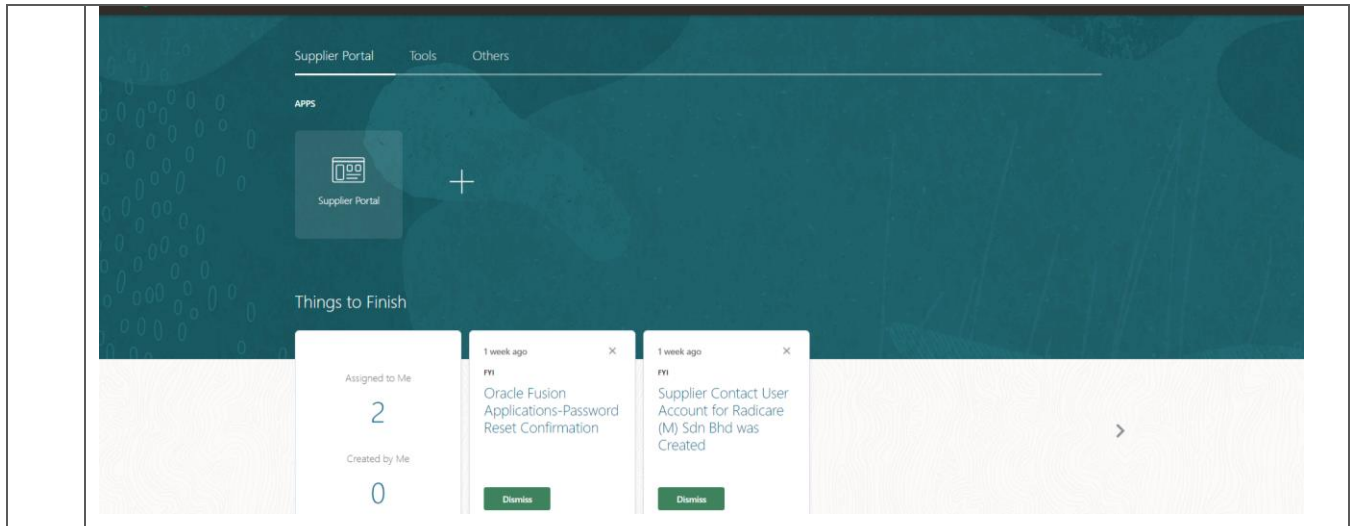 Supplier Portal Tools Others
APPS
Supplier Portal
Things to Finish
Assigned to Me
2
Created by Me
0
1 week ago
FYI
Oracle Fusion
Applications-Password
Reset Confirmation
Dismiss
1 week ago
FYI
Supplier Contact User
Account for Radicare
(M) Sdn Bhd was
Created
Dismiss